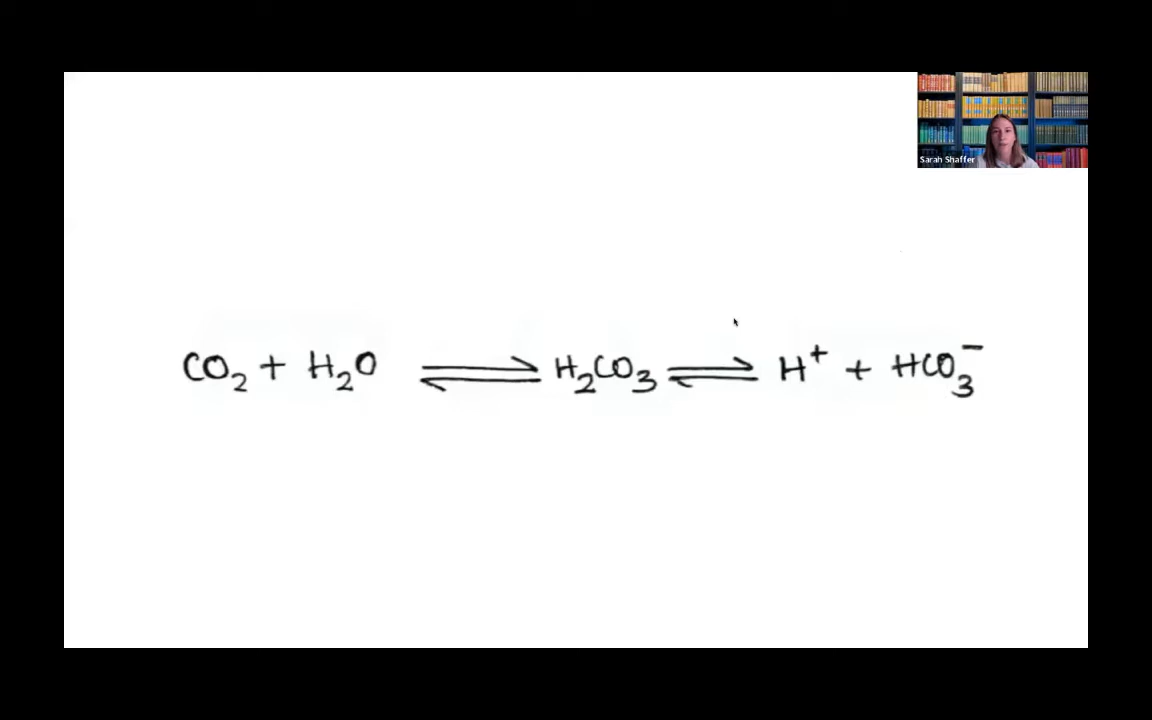 Sarah Shaffer
CO₂ + H₂O ⇌ H₂CO₃ ⇌ H⁺ + HCO₃⁻